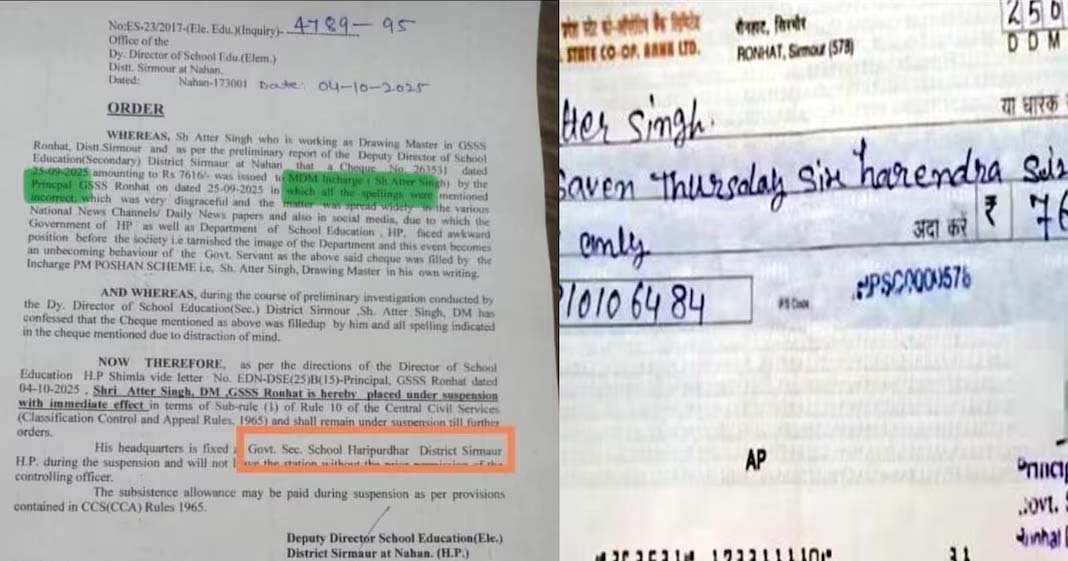 No:ES-23/2017-(Ele. Edu.)(Inquiry)- 4789-95
Office of the
Dy. Director of School Edu(Elem.)
Distt. Sirmour at Nahan.
Dated: Nahan-173001 Date: 04-10-2025
ORDER
WHEREAS, Sh Atter Singh who is working as Drawing Master in GSS
Ronhat, Distt.Sirmour and as per the preliminary report of the Deputy Director of School
Education(Secondary) District Sirmaur at Nahan that a Cheque No. 263531 dated
25-09-2025 amounting to Rs 7616/- was issued to MDM Incharge ( Sh Atter Singh) by the
Princpal GSSS Ronhat on dated 25-09-2025 in which all the spellings were mentioned
incorrect, which was very disgraceful and the matter was spread widely in the various
National News Channels/ Daily News papers and also in social media, due to which the
Government of HP as well as Department of School Education , HP. faced awkward
position before the society i.e tarnished the image of the Department and this event becomes
an unbecoming behaviour of the Govt. Servant as the above said cheque was filled by the
Incharge PM POSHAN SCHEME i.e, Sh. Atter Singh, Drawing Master in his own writing.
AND WHEREAS, during the course of preliminary investigation conducted by
the Dy. Director of School Education(Sec.) District Sirmour ,Sh. Atter Singh, DM has
confessed that the Cheque mentioned as above was filledup by him and all spelling indicated
in the cheque mentioned due to distraction of mind.
NOW THEREFORE, as per the directions of the Director of School
Education H.P Shimla vide letter No. EDN-DSE(25)B(15)-Principal, GSSS Ronhat dated
04-10-2025 , Shri Atter Singh, DM ,GSSS Ronhat is hereby placed under suspension
with immediate effect in terms of Sub-rule (1) of Rule 10 of the Central Civil Services
(Classification Control and Appeal Rules, 1965) and shall remain under suspension till further
orders.
His headquarters is fixed Govt. Sec. School Haripurdhar District Sirmaur
H.P. during the suspension and will not leave the station without the prior permission of the
controlling officer.
The subsistence allowance may be paid during suspension as per provisions
contained in CCS(CCA) Rules 1965.
Deputy Director School Education(Ele.)
District Sirmaur at Nahan. (H.P.)
स्टेट को-ऑपरेटिव बैंक लिमिटेड
STATE CO-OP. BANK LTD.
रोनहाट, सिरमौर
RONHAT, Sirmour (578)
2 5 0
D D M
tter Singh.
या धारक
Saven Thursday Six harendra
only
अदा करें ₹ 76
10106484
AP